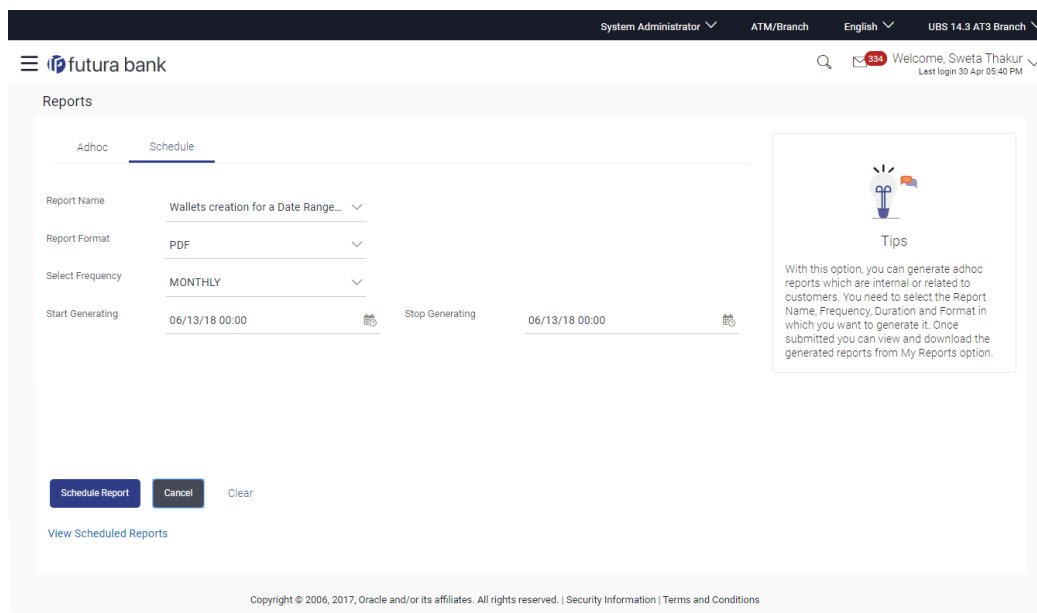 System Administrator ATM/Branch English UBS 14.3 AT3 Branch
futura bank 334 Welcome, Sweta Thakur
Last login 30 Apr 05:40 PM
Reports
Adhoc Schedule
Report Name Wallets creation for a Date Range...
Report Format PDF
Select Frequency MONTHLY
Start Generating 06/13/18 00:00 Stop Generating 06/13/18 00:00
Tips
With this option, you can generate adhoc
reports which are internal or related to
customers. You need to select the Report
Name, Frequency, Duration and Format in
which you want to generate it. Once
submitted you can view and download the
generated reports from My Reports option.
Schedule Report Cancel Clear
View Scheduled Reports
Copyright © 2006, 2017, Oracle and/or its affiliates. All rights reserved. | Security Information | Terms and Conditions